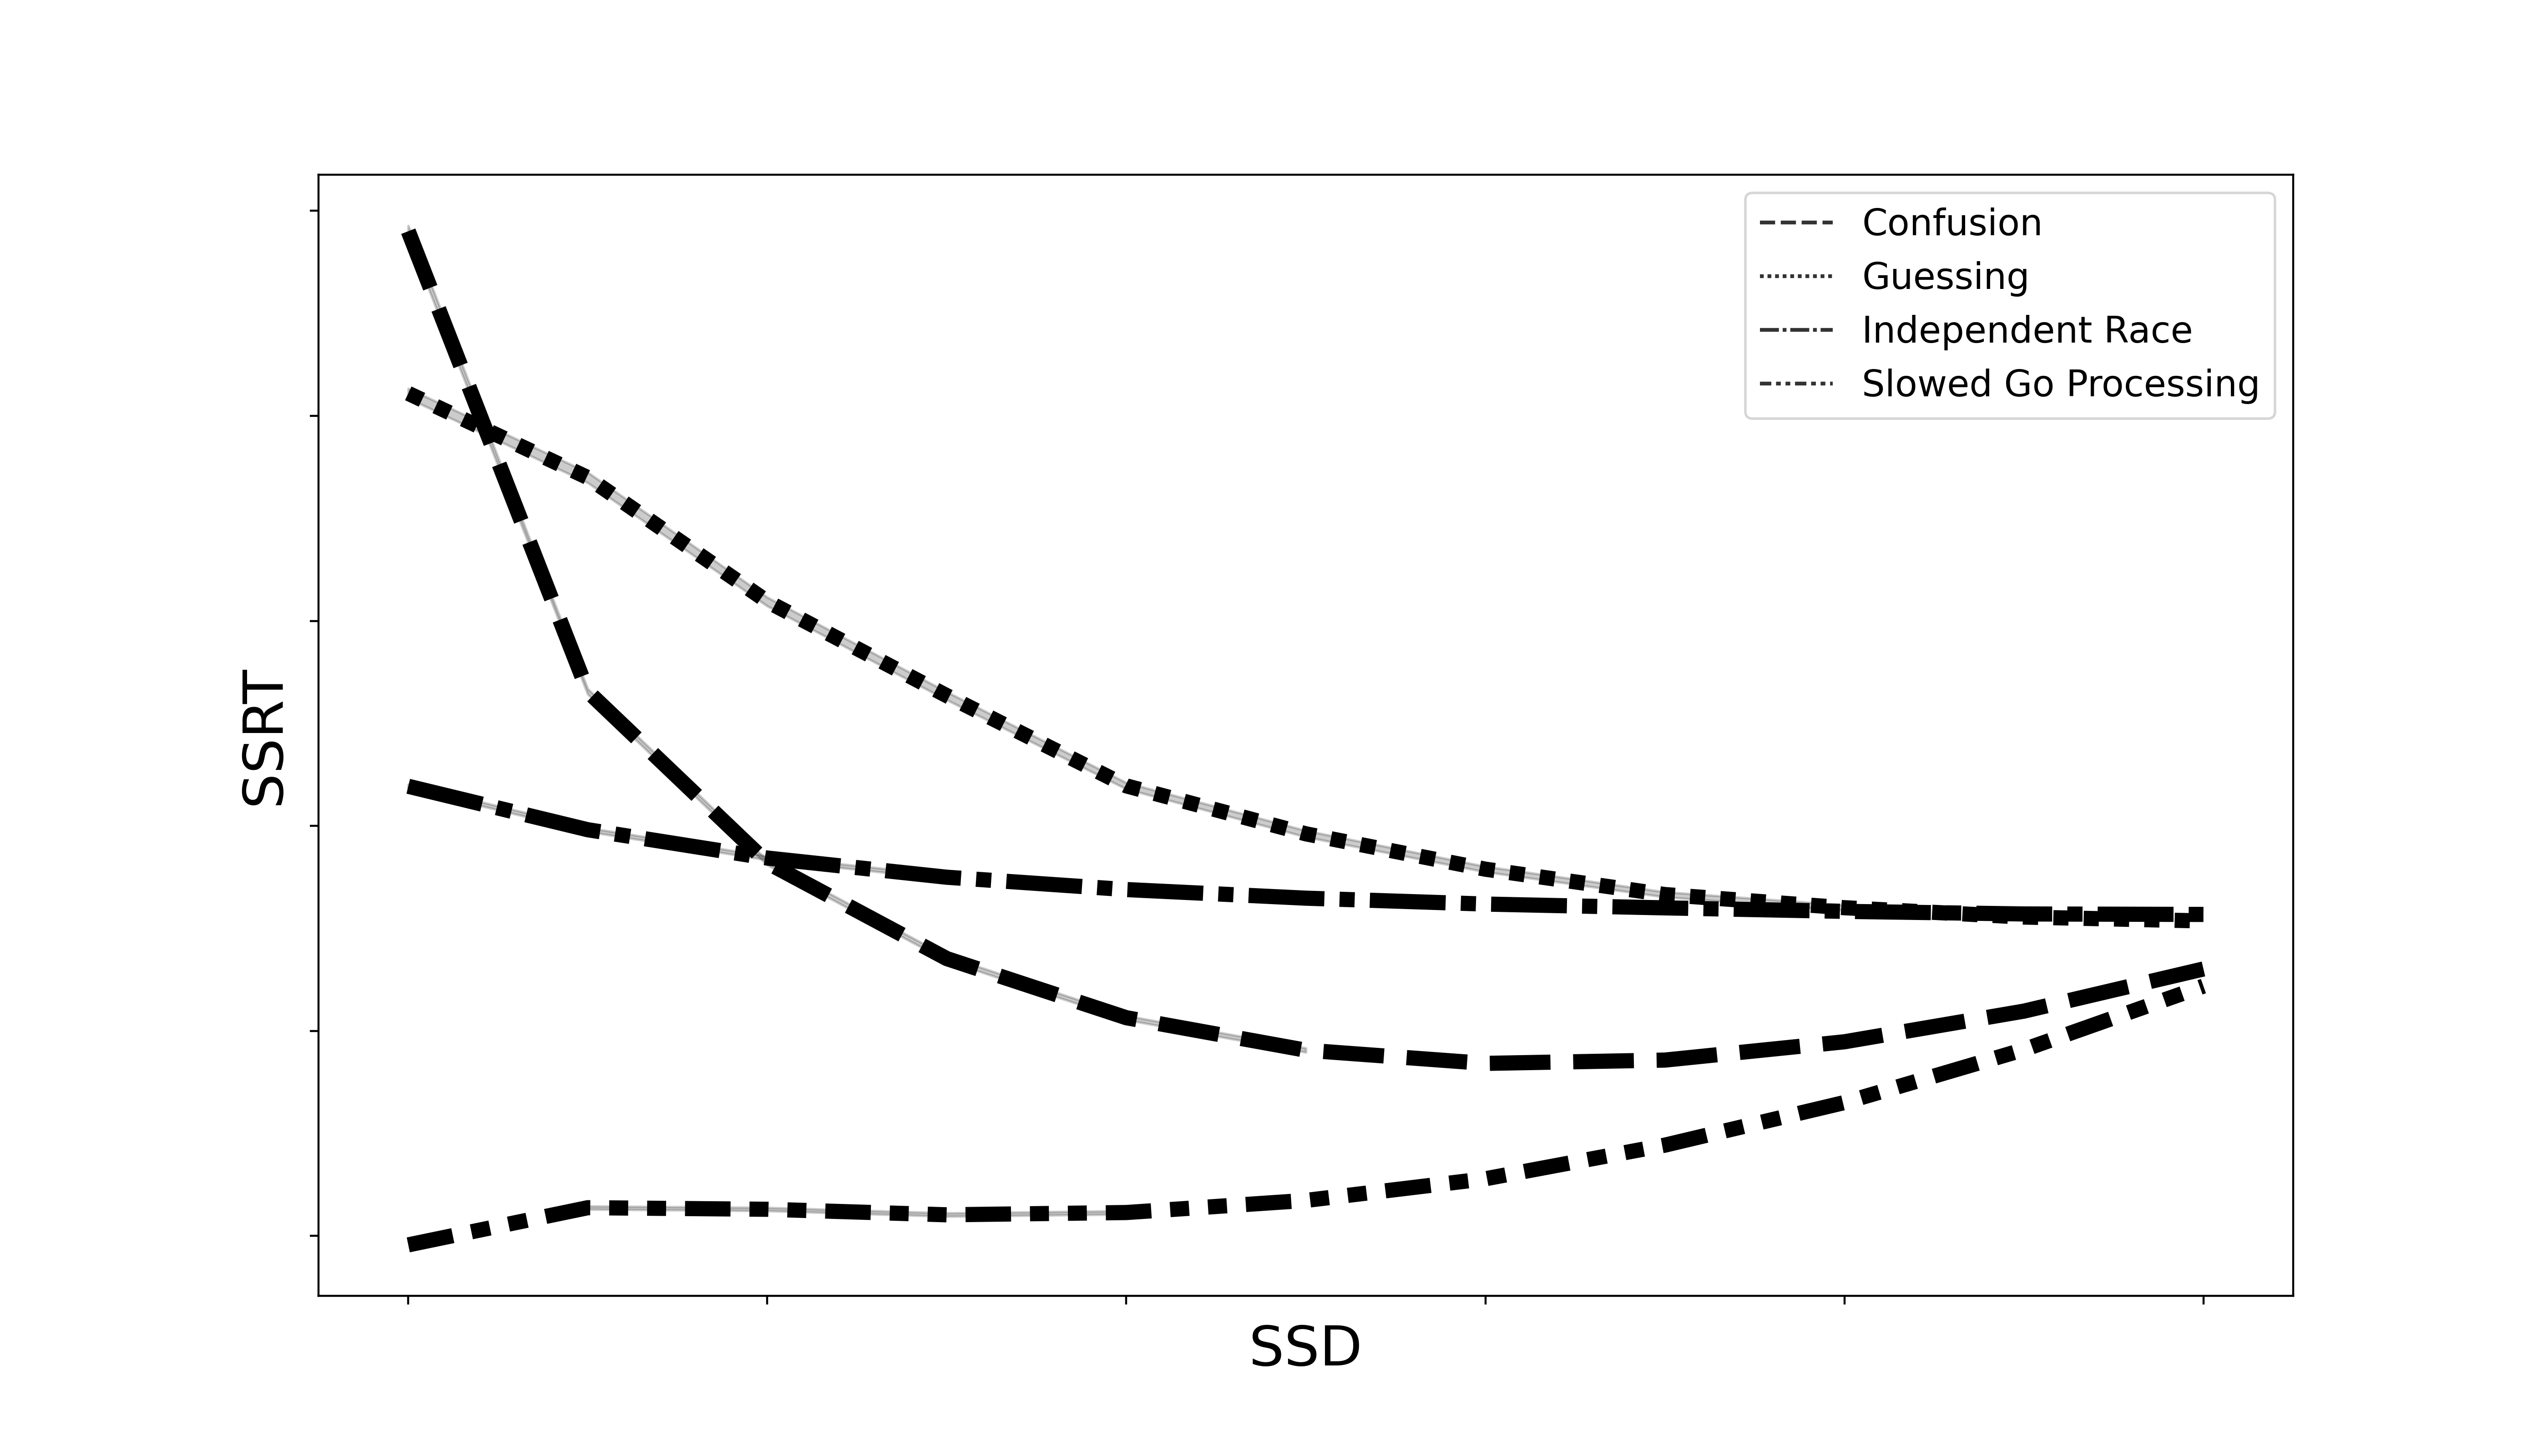 Confusion
Guessing
Independent Race
Slowed Go Processing
SSRT
SSD